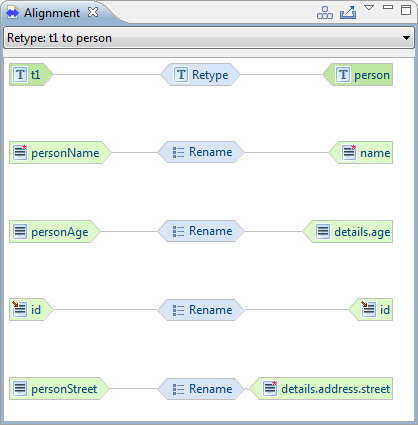 Alignment
Retype: t1 to person
t1 Retype person
personName Rename name
personAge Rename details.age
id Rename id
personStreet Rename details.address.street